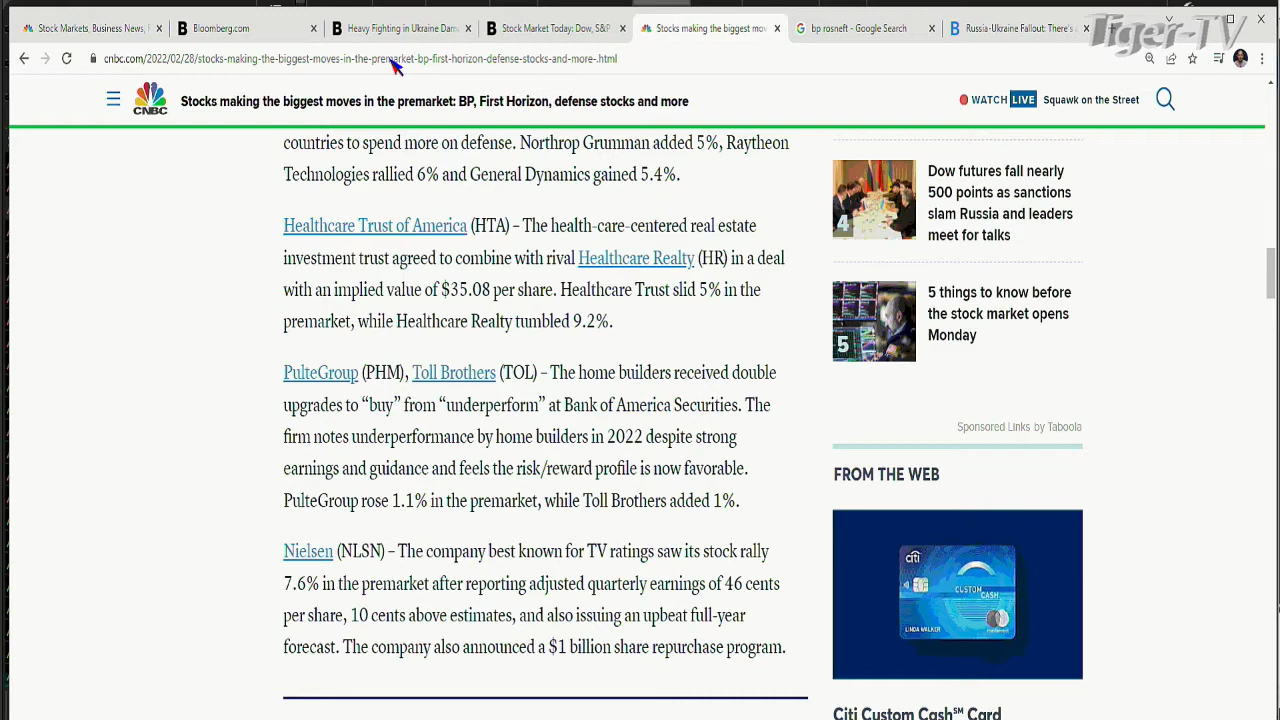 Stock Markets, Business News, F
Bloomberg.com
Heavy Fighting in Ukraine Dam
Stock Market Today: Dow, S&P
Stocks making the biggest mov
bp rosneft - Google Search
Russia-Ukraine Fallout: There's
Tiger-TV
cnbc.com/2022/02/28/stocks-making-the-biggest-moves-in-the-premarket-bp-first-horizon-defense-stocks-and-more-.html
CNBC
Stocks making the biggest moves in the premarket: BP, First Horizon, defense stocks and more
WATCH LIVE Squawk on the Street
countries to spend more on defense. Northrop Grumman added 5%, Raytheon
Technologies rallied 6% and General Dynamics gained 5.4%.
Healthcare Trust of America (HTA) – The health-care-centered real estate
investment trust agreed to combine with rival Healthcare Realty (HR) in a deal
with an implied value of $35.08 per share. Healthcare Trust slid 5% in the
premarket, while Healthcare Realty tumbled 9.2%.
PulteGroup (PHM), Toll Brothers (TOL) – The home builders received double
upgrades to “buy” from “underperform” at Bank of America Securities. The
firm notes underperformance by home builders in 2022 despite strong
earnings and guidance and feels the risk/reward profile is now favorable.
PulteGroup rose 1.1% in the premarket, while Toll Brothers added 1%.
Nielsen (NLSN) – The company best known for TV ratings saw its stock rally
7.6% in the premarket after reporting adjusted quarterly earnings of 46 cents
per share, 10 cents above estimates, and also issuing an upbeat full-year
forecast. The company also announced a $1 billion share repurchase program.
4
Dow futures fall nearly
500 points as sanctions
slam Russia and leaders
meet for talks
5
5 things to know before
the stock market opens
Monday
Sponsored Links by Taboola
FROM THE WEB
citi
CUSTOM
CASH
LINDA WALKER
Citi Custom Cash℠ Card